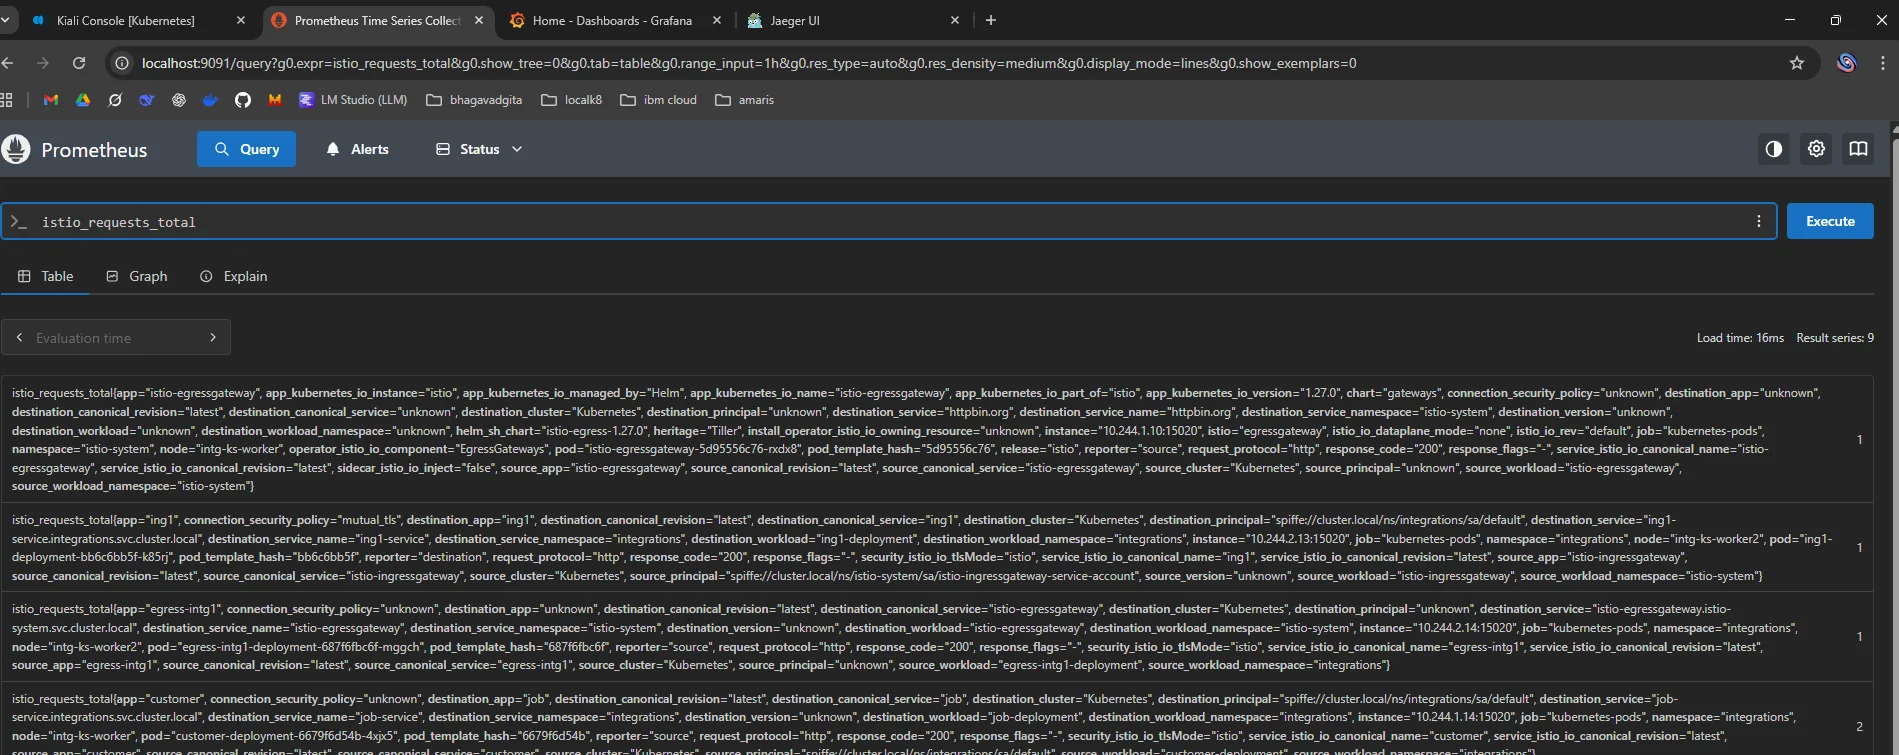 Kiali Console [Kubernetes]
Prometheus Time Series Collect
Home - Dashboards - Grafana
Jaeger UI
localhost:9091/query?g0.expr=istio_requests_total&g0.show_tree=0&g0.tab=table&g0.range_input=1h&g0.res_type=auto&g0.res_density=medium&g0.display_mode=lines&g0.show_exemplars=0
LM Studio (LLM)
bhagavadgita
localk8
ibm cloud
amaris
Prometheus
Query
Alerts
Status
>_ istio_requests_total
Execute
Table
Graph
Explain
Evaluation time
Load time: 16ms Result series: 9
istio_requests_total{app="istio-egressgateway", app_kubernetes_io_instance="istio", app_kubernetes_io_managed_by="Helm", app_kubernetes_io_name="istio-egressgateway", app_kubernetes_io_part_of="istio", app_kubernetes_io_version="1.27.0", chart="gateways", connection_security_policy="unknown", destination_app="unknown",
destination_canonical_revision="latest", destination_canonical_service="unknown", destination_cluster="Kubernetes", destination_principal="unknown", destination_service="httpbin.org", destination_service_name="httpbin.org", destination_service_namespace="istio-system", destination_version="unknown",
destination_workload="unknown", destination_workload_namespace="unknown", helm_sh_chart="istio-egress-1.27.0", heritage="Tiller", install_operator_istio_io_owning_resource="unknown", instance="10.244.1.10:15020", istio="egressgateway", istio_io_dataplane_mode="none", istio_io_rev="default", job="kubernetes-pods",
namespace="istio-system", node="intg-ks-worker", operator_istio_io_component="EgressGateways", pod="istio-egressgateway-5d95556c76-rxdx8", pod_template_hash="5d95556c76", release="istio", reporter="source", request_protocol="http", response_code="200", response_flags="-", service_istio_io_canonical_name="istio-
egressgateway", service_istio_io_canonical_revision="latest", sidecar_istio_io_inject="false", source_app="istio-egressgateway", source_canonical_revision="latest", source_canonical_service="istio-egressgateway", source_cluster="Kubernetes", source_principal="unknown", source_workload="istio-egressgateway",
source_workload_namespace="istio-system"}
1
istio_requests_total{app="ing1", connection_security_policy="mutual_tls", destination_app="ing1", destination_canonical_revision="latest", destination_canonical_service="ing1", destination_cluster="Kubernetes", destination_principal="spiffe://cluster.local/ns/integrations/sa/default", destination_service="ing1-
service.integrations.svc.cluster.local", destination_service_name="ing1-service", destination_service_namespace="integrations", destination_workload="ing1-deployment", destination_workload_namespace="integrations", instance="10.244.2.13:15020", job="kubernetes-pods", namespace="integrations", node="intg-ks-worker2", pod="ing1-
deployment-bb6c6bb5f-k85rj", pod_template_hash="bb6c6bb5f", reporter="destination", request_protocol="http", response_code="200", response_flags="-", security_istio_io_tlsMode="istio", service_istio_io_canonical_name="ing1", service_istio_io_canonical_revision="latest", source_app="istio-ingressgateway",
source_canonical_revision="latest", source_canonical_service="istio-ingressgateway", source_cluster="Kubernetes", source_principal="spiffe://cluster.local/ns/istio-system/sa/istio-ingressgateway-service-account", source_version="unknown", source_workload="istio-ingressgateway", source_workload_namespace="istio-system"}
1
istio_requests_total{app="egress-intg1", connection_security_policy="unknown", destination_app="unknown", destination_canonical_revision="latest", destination_canonical_service="istio-egressgateway", destination_cluster="Kubernetes", destination_principal="unknown", destination_service="istio-egressgateway.istio-
system.svc.cluster.local", destination_service_name="istio-egressgateway", destination_service_namespace="istio-system", destination_version="unknown", destination_workload="istio-egressgateway", destination_workload_namespace="istio-system", instance="10.244.2.14:15020", job="kubernetes-pods", namespace="integrations",
node="intg-ks-worker2", pod="egress-intg1-deployment-687f6fbc6f-mggch", pod_template_hash="687f6fbc6f", reporter="source", request_protocol="http", response_code="200", response_flags="-", security_istio_io_tlsMode="istio", service_istio_io_canonical_name="egress-intg1", service_istio_io_canonical_revision="latest",
source_app="egress-intg1", source_canonical_revision="latest", source_canonical_service="egress-intg1", source_cluster="Kubernetes", source_principal="unknown", source_workload="egress-intg1-deployment", source_workload_namespace="integrations"}
1
istio_requests_total{app="customer", connection_security_policy="unknown", destination_app="job", destination_canonical_revision="latest", destination_canonical_service="job", destination_cluster="Kubernetes", destination_principal="spiffe://cluster.local/ns/integrations/sa/default", destination_service="job-
service.integrations.svc.cluster.local", destination_service_name="job-service", destination_service_namespace="integrations", destination_version="unknown", destination_workload="job-deployment", destination_workload_namespace="integrations", instance="10.244.1.14:15020", job="kubernetes-pods", namespace="integrations",
node="intg-ks-worker", pod="customer-deployment-6679f6d54b-4xjx5", pod_template_hash="6679f6d54b", reporter="source", request_protocol="http", response_code="200", response_flags="-", security_istio_io_tlsMode="istio", service_istio_io_canonical_name="customer", service_istio_io_canonical_revision="latest",
source_app="customer", source_canonical_revision="latest", source_canonical_service="customer", source_cluster="Kubernetes", source_principal="spiffe://cluster.local/ns/integrations/sa/default", source_workload="customer-deployment", source_workload_namespace="integrations"}
2